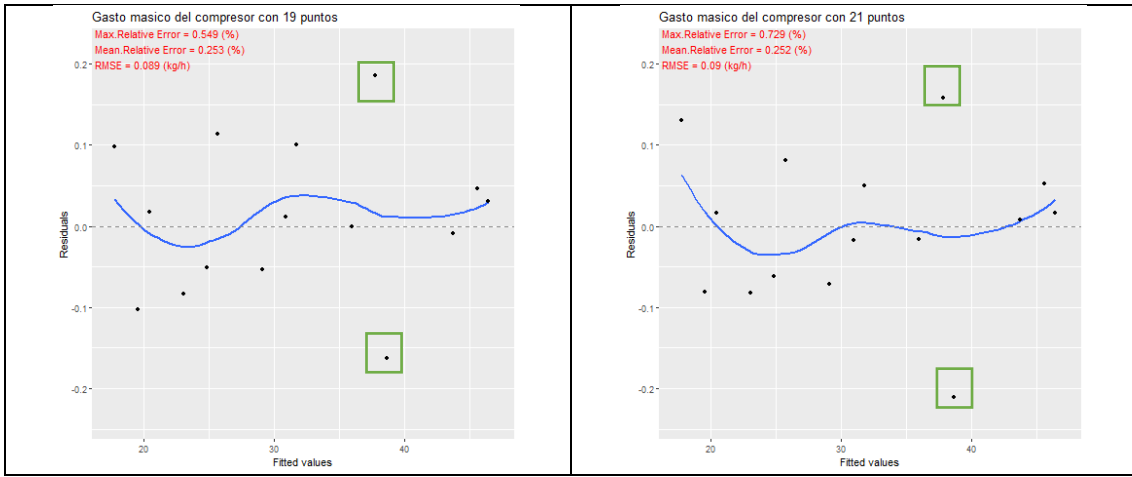 Gasto masico del compresor con 19 puntos
Max.Relative Error = 0.549 (%)
Mean.Relative Error = 0.253 (%)
RMSE = 0.089 (kg/h)
0.2
0.1
0.0
-0.1
-0.2
Residuals
20 30 40
Fitted values
Gasto masico del compresor con 21 puntos
Max.Relative Error = 0.729 (%)
Mean.Relative Error = 0.252 (%)
RMSE = 0.09 (kg/h)
0.2
0.1
0.0
-0.1
-0.2
Residuals
20 30 40
Fitted values